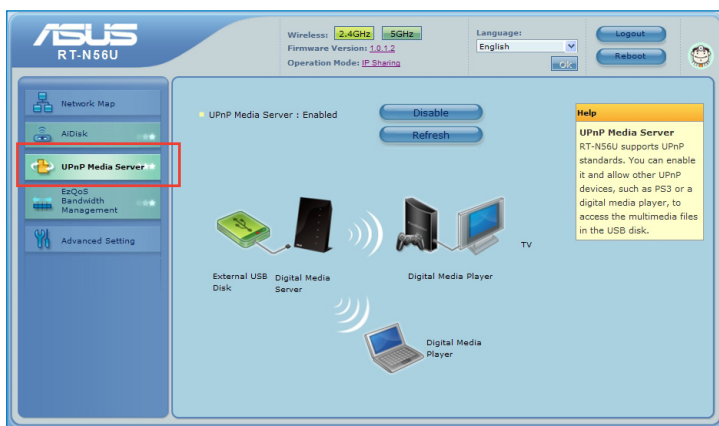 ASUS
RT-N56U
Wireless: 2.4GHz 5GHz
Firmware Version: 1.0.1.2
Operation Mode: IP Sharing
Language:
English
OK
Logout
Reboot
Network Map
AiDisk
UPnP Media Server
EzQoS
Bandwidth
Management
Advanced Setting
UPnP Media Server : Enabled
Disable
Refresh
External USB
Disk
Digital Media
Server
Digital Media Player
TV
Digital Media
Player
Help
UPnP Media Server
RT-N56U supports UPnP
standards. You can enable
it and allow other UPnP
devices, such as PS3 or a
digital media player, to
access the multimedia files
in the USB disk.